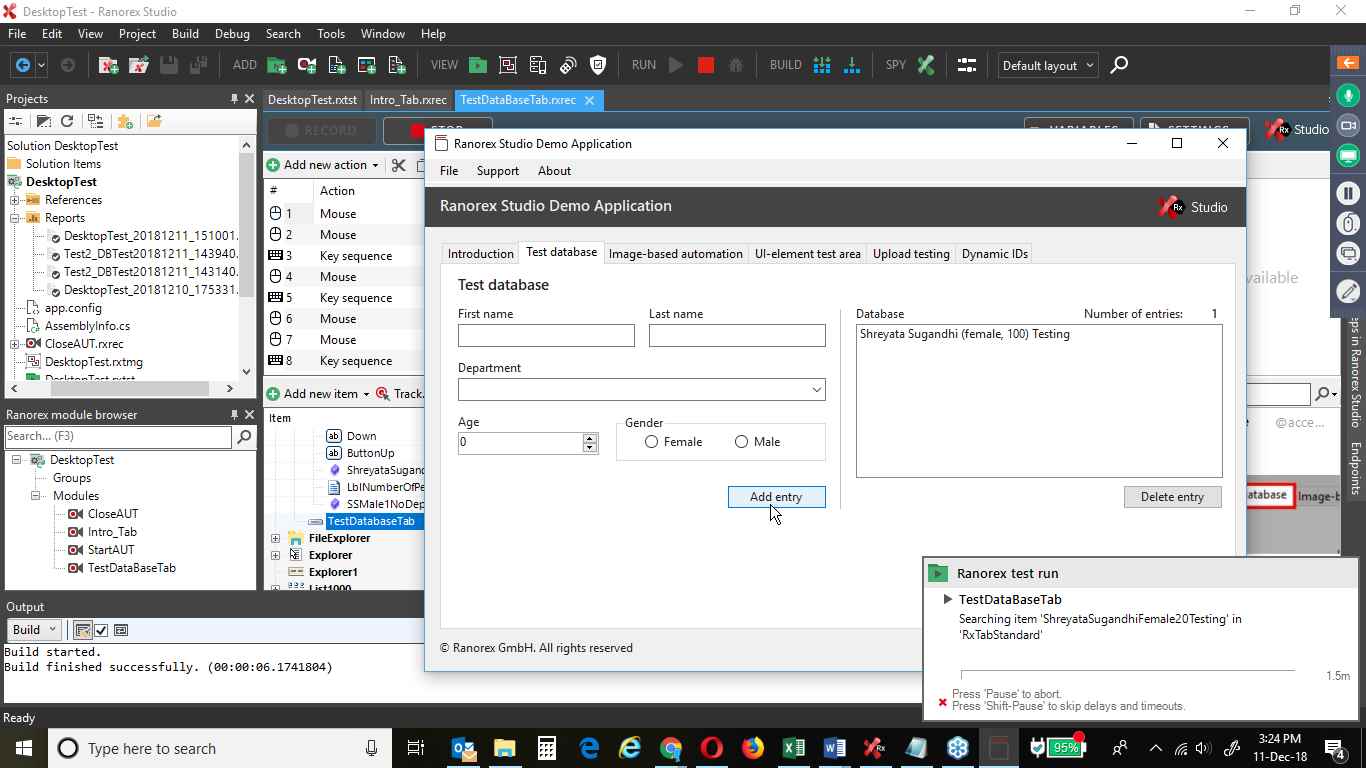 DesktopTest - Ranorex Studio
File Edit View Project Build Debug Search Tools Window Help
ADD VIEW RUN BUILD SPY Default layout
Projects
DesktopTest.rxtst Intro_Tab.rxrec TestDataBaseTab.rxrec
RECORD
Studio
Solution DesktopTest
Solution Items
DesktopTest
References
Reports
DesktopTest_20181211_151001.
Test2_DBTest20181211_143940.
Test2_DBTest20181211_143140.
DesktopTest_20181210_175331.
app.config
AssemblyInfo.cs
CloseAUT.rxrec
DesktopTest.rxtmg
DesktopTest.rxtst
Add new action
# Action
1 Mouse
2 Mouse
3 Key sequence
4 Mouse
5 Key sequence
6 Mouse
7 Mouse
8 Key sequence
Add new item Track.
Item
Down
ButtonUp
ShreyataSugand
LblNumberOfPe
SSMale1NoDep
TestDatabaseTab
FileExplorer
Explorer
Explorer1
List1000
Ranorex module browser
Search... (F3)
DesktopTest
Groups
Modules
CloseAUT
Intro_Tab
StartAUT
TestDataBaseTab
Output
Build
Build started.
Build finished successfully. (00:00:06.1741804)
Ready
Ranorex Studio Demo Application
File Support About
Ranorex Studio Demo Application
Studio
Introduction Test database Image-based automation UI-element test area Upload testing Dynamic IDs
Test database
First name Last name
Department
Age
0
Gender
Female Male
Add entry
Database Number of entries: 1
Shreyata Sugandhi (female, 100) Testing
Delete entry
© Ranorex GmbH. All rights reserved
vailable
@acce...
atabase Image-b
eps in Ranorex Studio
Endpoints
Ranorex test run
TestDataBaseTab
Searching item 'ShreyataSugandhiFemale20Testing' in
'RxTabStandard'
1.5m
Press 'Pause' to abort.
Press 'Shift-Pause' to skip delays and timeouts.
Type here to search
95%
3:24 PM
11-Dec-18
4